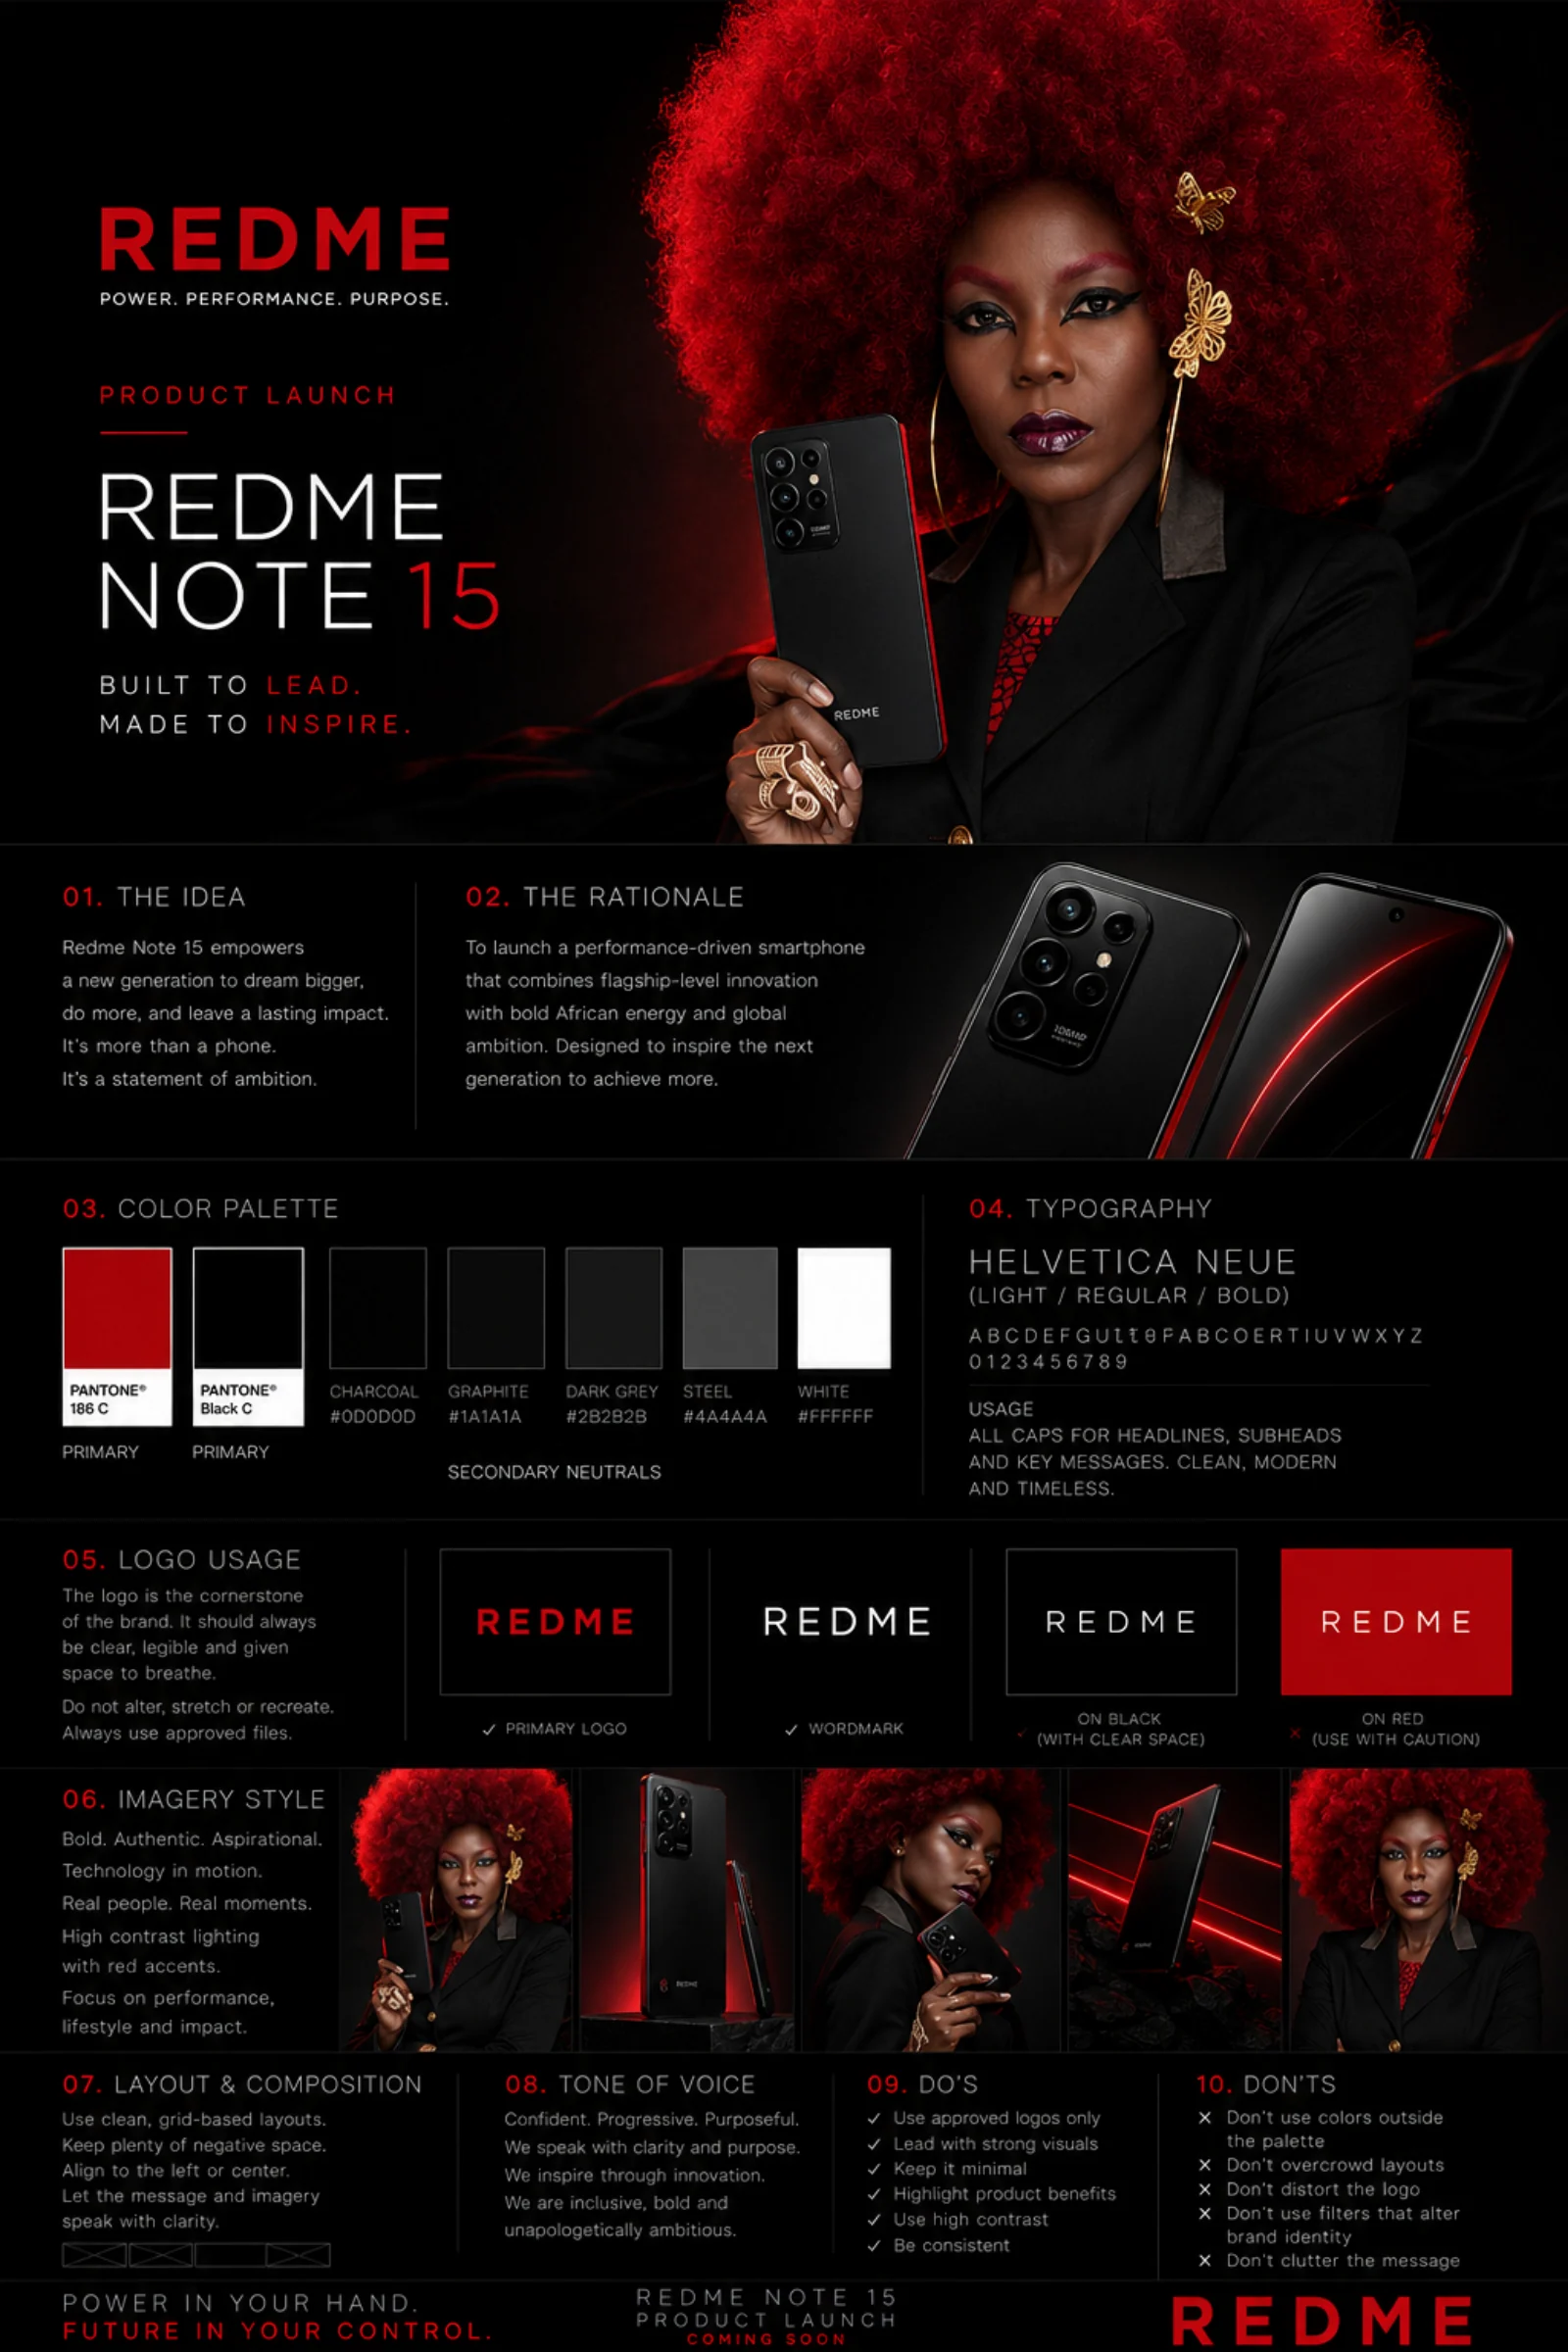 REDME
POWER. PERFORMANCE. PURPOSE.
PRODUCT LAUNCH
REDME
NOTE 15
BUILT TO LEAD.
MADE TO INSPIRE.
REDME
01. THE IDEA
Redme Note 15 empowers
a new generation to dream bigger,
do more, and leave a lasting impact.
It's more than a phone.
It's a statement of ambition.
02. THE RATIONALE
To launch a performance-driven smartphone
that combines flagship-level innovation
with bold African energy and global
ambition. Designed to inspire the next
generation to achieve more.
03. COLOR PALETTE
PANTONE®
186 C
PRIMARY
PANTONE®
Black C
PRIMARY
CHARCOAL
#0D0D0D
GRAPHITE
#1A1A1A
DARK GREY
#2B2B2B
STEEL
#4A4A4A
WHITE
#FFFFFF
SECONDARY NEUTRALS
04. TYPOGRAPHY
HELVETICA NEUE
(LIGHT / REGULAR / BOLD)
0123456789
USAGE
ALL CAPS FOR HEADLINES, SUBHEADS
AND KEY MESSAGES. CLEAN, MODERN
AND TIMELESS.
05. LOGO USAGE
The logo is the cornerstone
of the brand. It should always
be clear, legible and given
space to breathe.
Do not alter, stretch or recreate.
Always use approved files.
REDME
✓ PRIMARY LOGO
REDME
✓ WORDMARK
REDME
✓ ON BLACK
(WITH CLEAR SPACE)
REDME
✕ ON RED
(USE WITH CAUTION)
06. IMAGERY STYLE
Bold. Authentic. Aspirational.
Technology in motion.
Real people. Real moments.
High contrast lighting
with red accents.
Focus on performance,
lifestyle and impact.
REDME
07. LAYOUT & COMPOSITION
Use clean, grid-based layouts.
Keep plenty of negative space.
Align to the left or center.
Let the message and imagery
speak with clarity.
08. TONE OF VOICE
Confident. Progressive. Purposeful.
We speak with clarity and purpose.
We inspire through innovation.
We are inclusive, bold and
unapologetically ambitious.
09. DO'S
✓ Use approved logos only
✓ Lead with strong visuals
✓ Keep it minimal
✓ Highlight product benefits
✓ Use high contrast
✓ Be consistent
10. DON'TS
✕ Don't use colors outside
the palette
✕ Don't overcrowd layouts
✕ Don't distort the logo
✕ Don't use filters that alter
brand identity
✕ Don't clutter the message
POWER IN YOUR HAND.
FUTURE IN YOUR CONTROL.
REDME NOTE 15
PRODUCT LAUNCH
COMING SOON
REDME